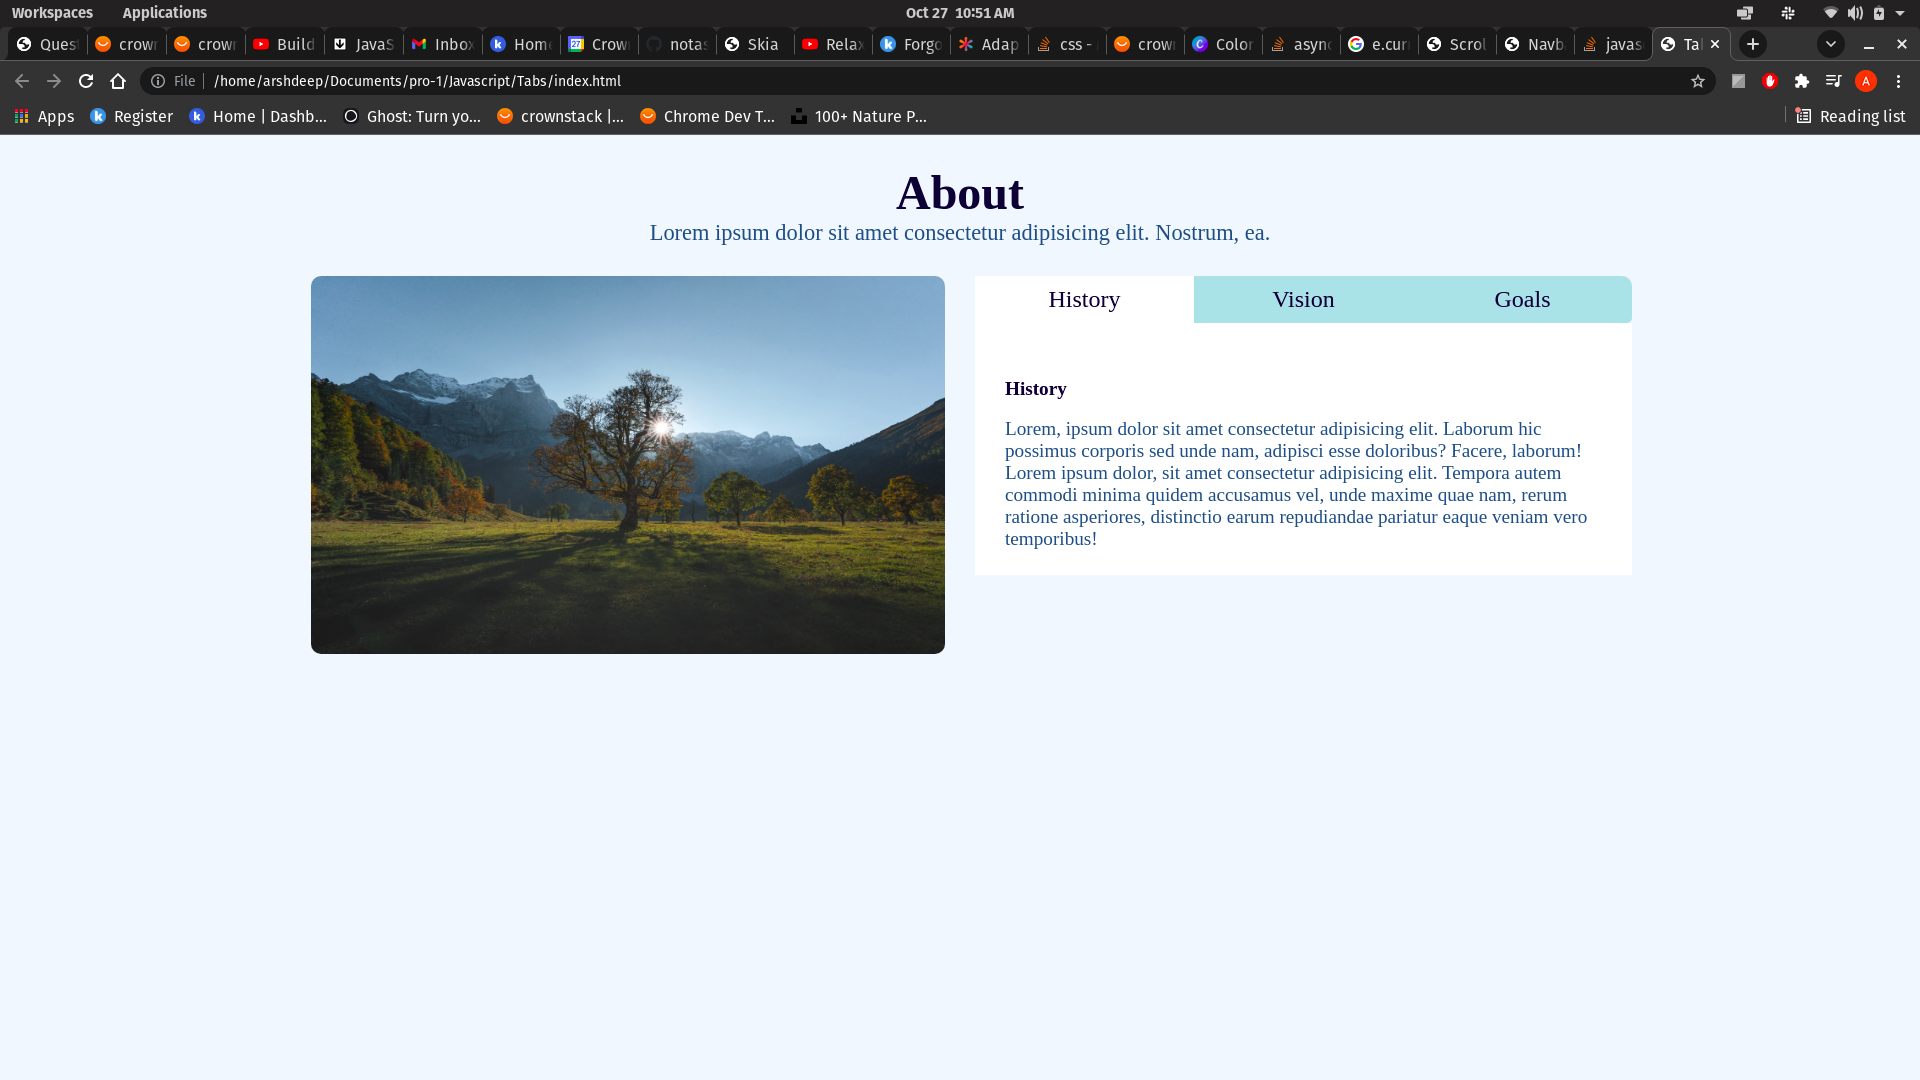 Workspaces Applications Oct 27 10:51 AM
Ques crow crow Build JavaS Inbox Home Crow notas Skia Relax Forgo Adap css - crow Color async e.curr Scrol Navb javas Ta
File /home/arshdeep/Documents/pro-1/Javascript/Tabs/index.html A
Apps Register Home | Dashb... Ghost: Turn yo... crownstack |... Chrome Dev T... 100+ Nature P... Reading list
About
Lorem ipsum dolor sit amet consectetur adipisicing elit. Nostrum, ea.
History Vision Goals
History
Lorem, ipsum dolor sit amet consectetur adipisicing elit. Laborum hic
possimus corporis sed unde nam, adipisci esse doloribus? Facere, laborum!
Lorem ipsum dolor, sit amet consectetur adipisicing elit. Tempora autem
commodi minima quidem accusamus vel, unde maxime quae nam, rerum
ratione asperiores, distinctio earum repudiandae pariatur eaque veniam vero
temporibus!